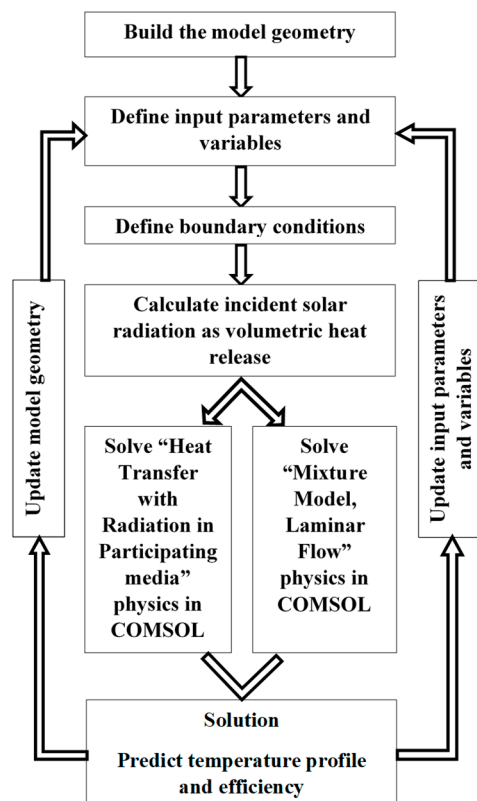 Build the model geometry
Define input parameters and
variables
Define boundary conditions
Calculate incident solar
radiation as volumetric heat
release
Update model geometry
Solve “Heat
Transfer
with
Radiation in
Participating
media”
physics in
COMSOL
Solve
“Mixture
Model,
Laminar
Flow”
physics in
COMSOL
Update input parameters
and variables
Solution
Predict temperature profile
and efficiency